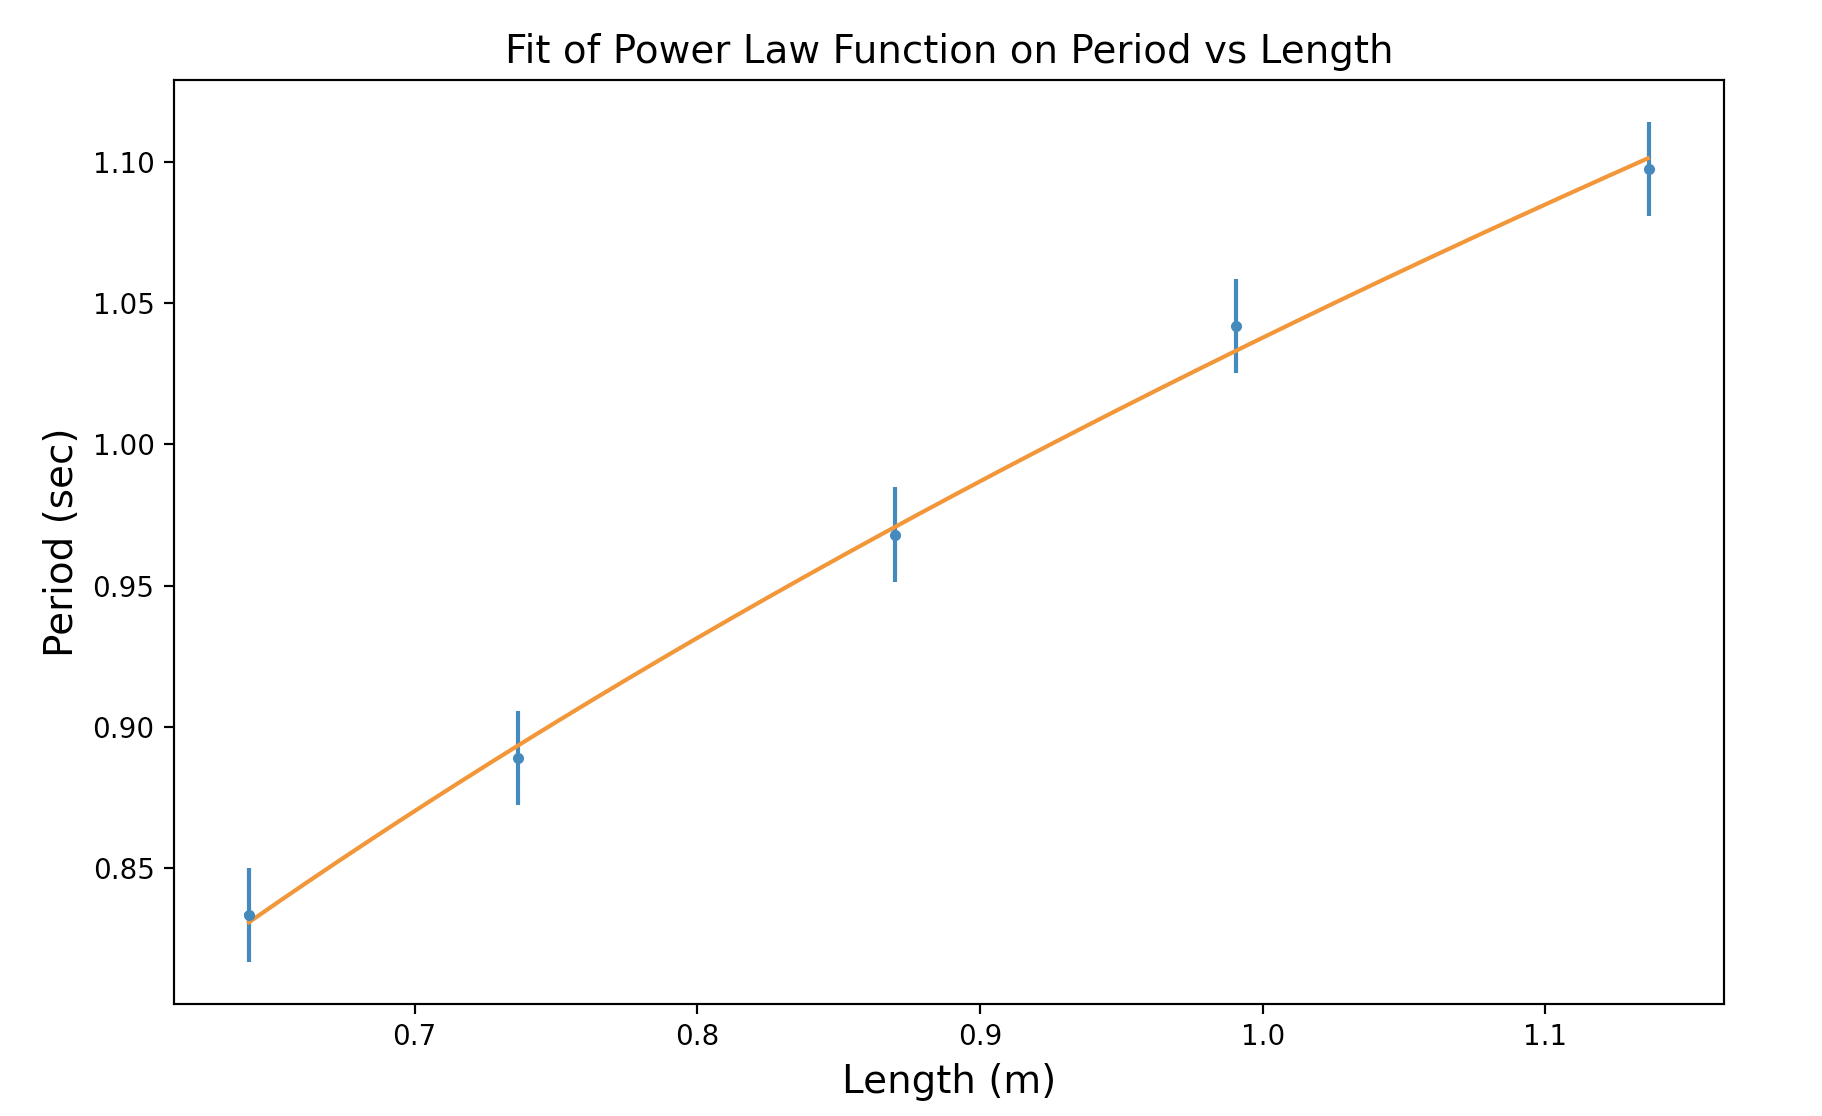 Fit of Power Law Function on Period vs Length
Period (sec)
1.10
1.05
1.00
0.95
0.90
0.85
0.7 0.8 0.9 1.0 1.1
Length (m)